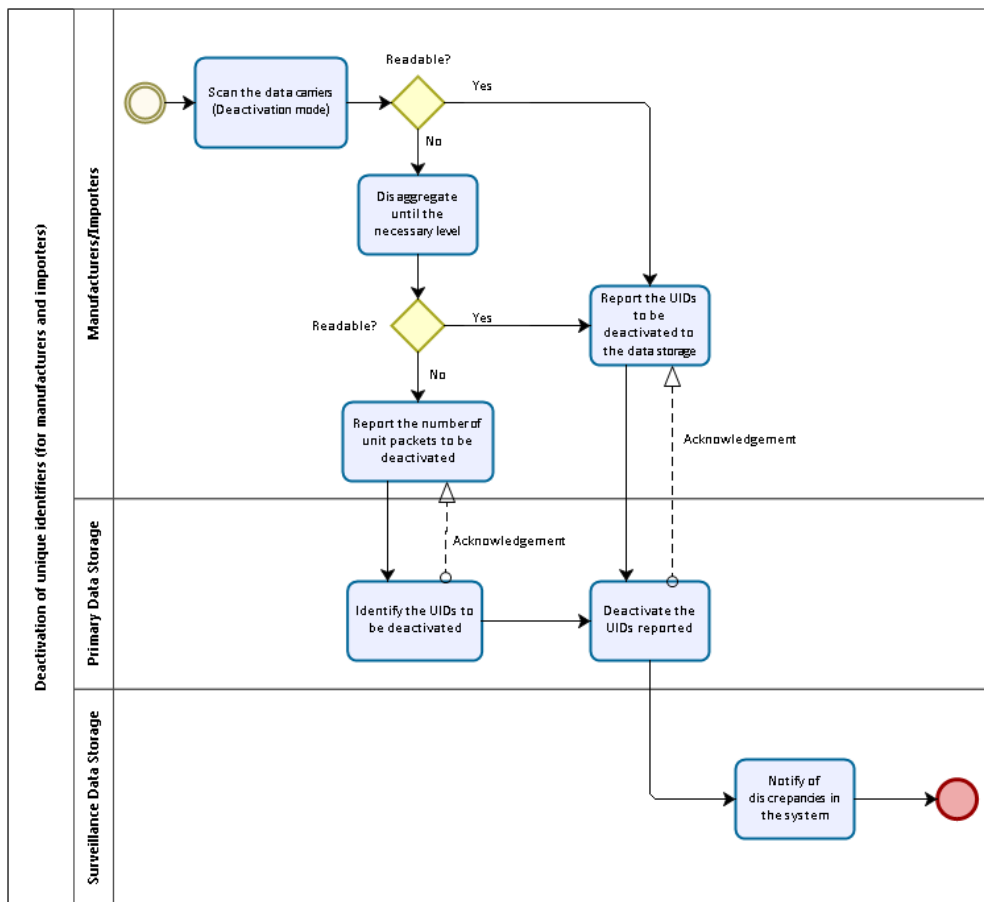 Deactivation of unique identifiers (for manufacturers and importers)
Manufacturers/Importers
Readable?
Scan the data carriers
(Deactivation mode)
Yes
No
Disaggregate
until the
necessary level
Readable?
Yes
Report the UIDs
to be
deactivated to
the data storage
No
Report the number of
unit packets to be
deactivated
Acknowledgement
Primary Data Storage
Acknowledgement
Identify the UIDs to
be deactivated
Deactivate the
UIDs reported
Surveillance Data Storage
Notify of
discrepancies in
the system